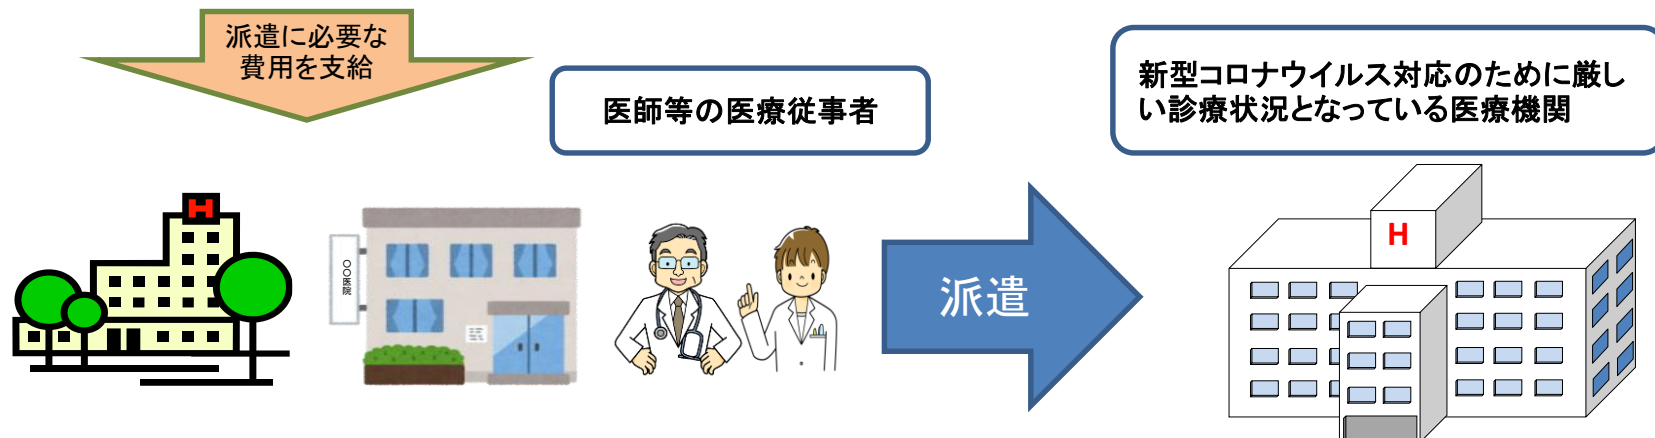 派遣に必要な
費用を支給
医師等の医療従事者
新型コロナウイルス対応のために厳し
い診療状況となっている医療機関
H
〇〇医院
派遣
H